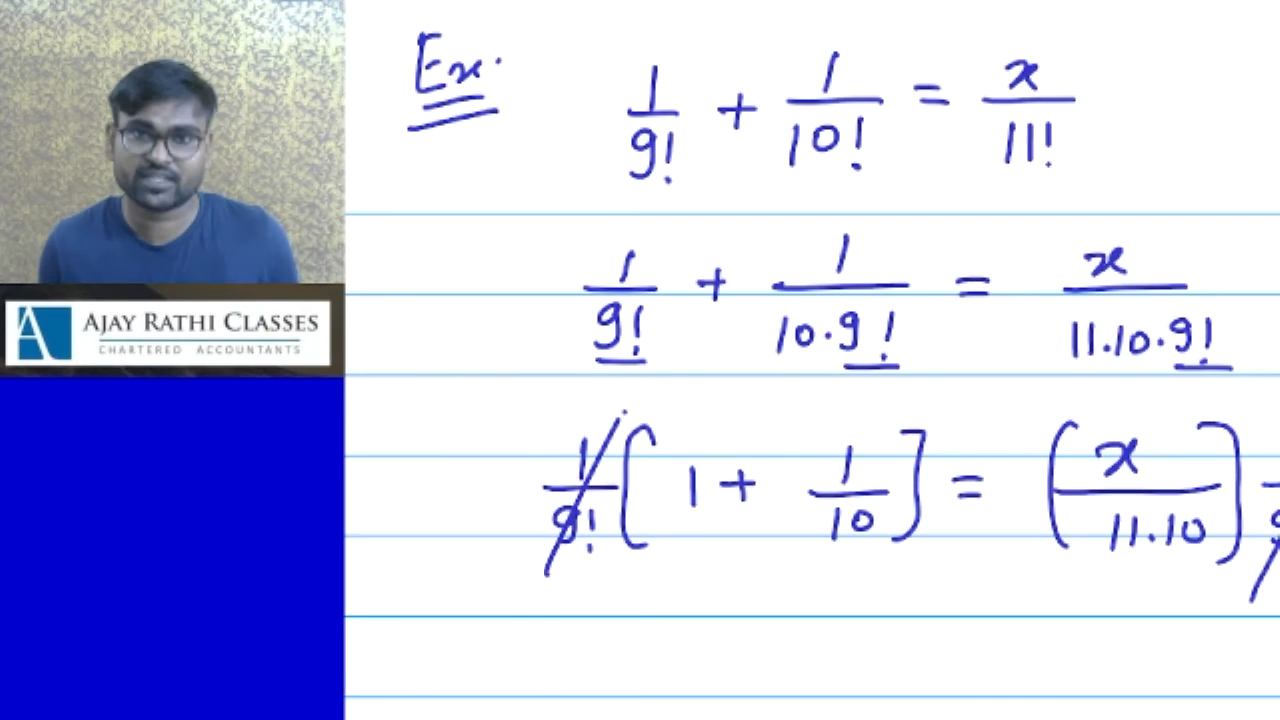 Ex.
1/9! + 1/10! = x/11!
1/9! + 1/10·9! = x/11·10·9!
1/9! [1 + 1/10] = (x/11·10)
AJAY RATHI CLASSES
CHARTERED ACCOUNTANTS